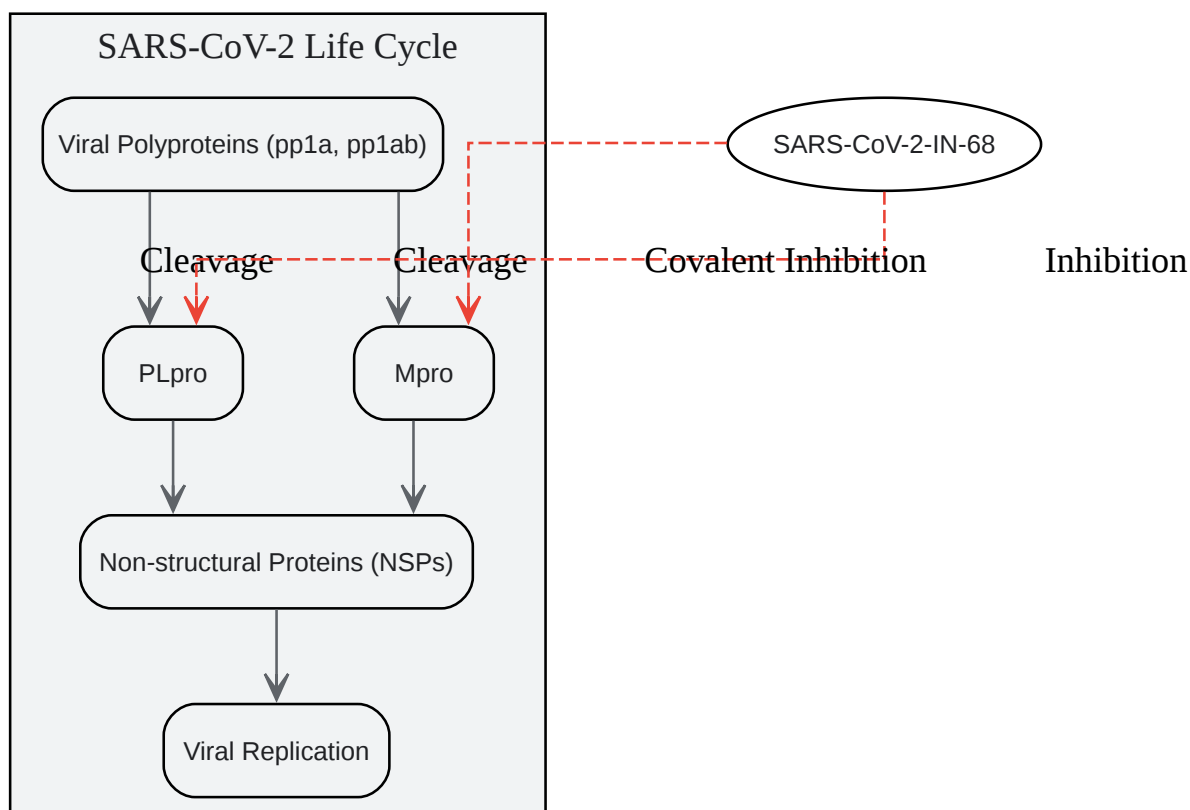 SARS-CoV-2 Life Cycle
Viral Polyproteins (pp1a, pp1ab)
SARS-CoV-2-IN-68
Cleavage
Cleavage
Covalent Inhibition
Inhibition
PLpro
Mpro
Non-structural Proteins (NSPs)
Viral Replication